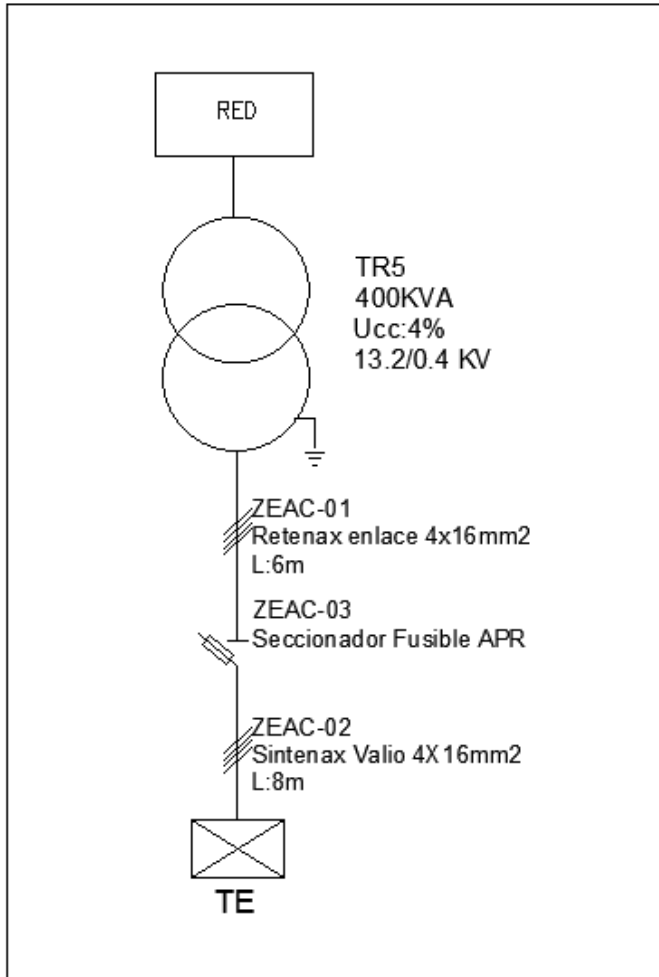 RED
TR5
400KVA
Ucc:4%
13.2/0.4 KV
ZEAC-01
Retenax enlace 4x16mm2
L:6m
ZEAC-03
Seccionador Fusible APR
ZEAC-02
Sintenax Valio 4X16mm2
L:8m
TE